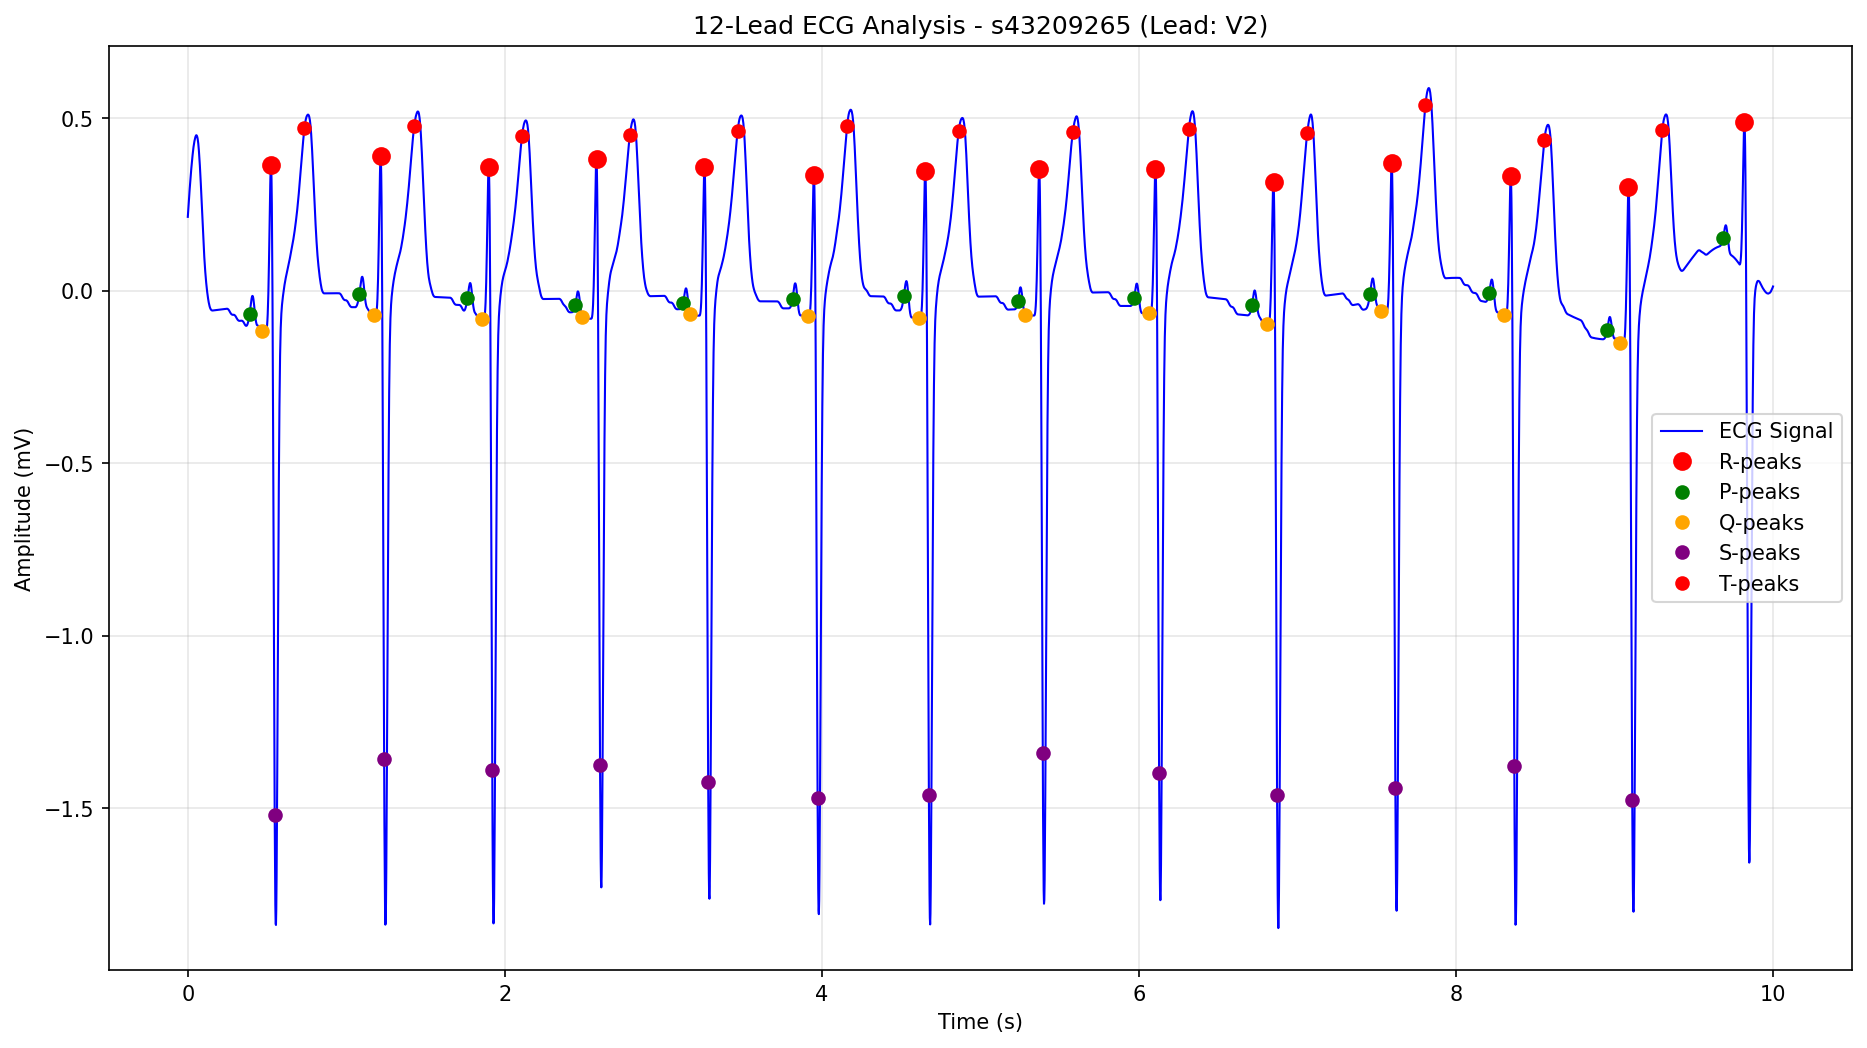 12-Lead ECG Analysis - s43209265 (Lead: V2)
0.5
0.0
−0.5
−1.0
−1.5
Amplitude (mV)
ECG Signal
R-peaks
P-peaks
Q-peaks
S-peaks
T-peaks
0
2
4
6
8
10
Time (s)